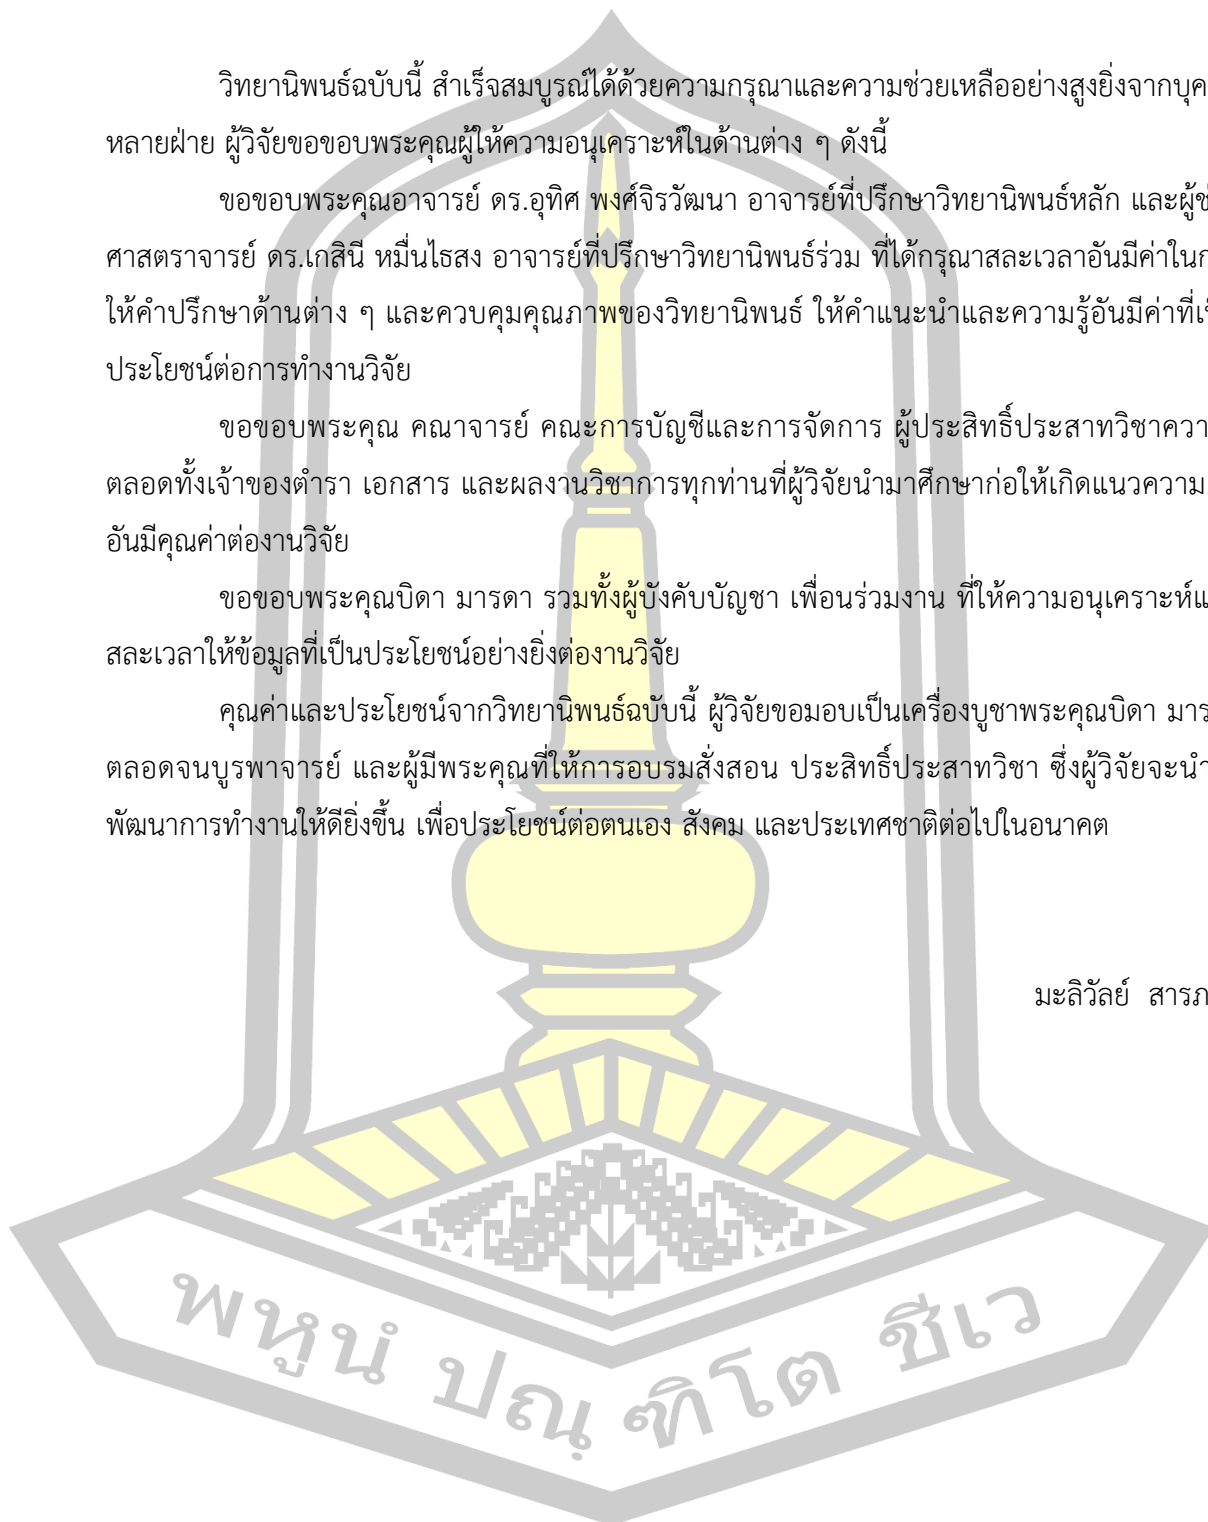 วิทยานิพนธ์ฉบับนี้ สำเร็จสมบูรณ์ได้ด้วยความกรุณาและความช่วยเหลืออย่างสูงยิ่งจากบุค
หลายฝ่าย ผู้วิจัยขอขอบพระคุณผู้ให้ความอนุเคราะห์ในด้านต่าง ๆ ดังนี้
ขอขอบพระคุณอาจารย์ ดร.อุทิศ พงศ์จิรวัฒนา อาจารย์ที่ปรึกษาวิทยานิพนธ์หลัก และผู้ช
ศาสตราจารย์ ดร.เกสินี หมื่นไธสง อาจารย์ที่ปรึกษาวิทยานิพนธ์ร่วม ที่ได้กรุณาสละเวลาอันมีค่าในก
ให้คำปรึกษาด้านต่าง ๆ และควบคุมคุณภาพของวิทยานิพนธ์ ให้คำแนะนำและความรู้อันมีค่าที่เ
ประโยชน์ต่อการทำงานวิจัย
ขอขอบพระคุณ คณาจารย์ คณะการบัญชีและการจัดการ ผู้ประสิทธิ์ประสาทวิชาควา
ตลอดทั้งเจ้าของตำรา เอกสาร และผลงานวิชาการทุกท่านที่ผู้วิจัยนำมาศึกษาก่อให้เกิดแนวความ
อันมีคุณค่าต่องานวิจัย
ขอขอบพระคุณบิดา มารดา รวมทั้งผู้บังคับบัญชา เพื่อนร่วมงาน ที่ให้ความอนุเคราะห์แ
สละเวลาให้ข้อมูลที่เป็นประโยชน์อย่างยิ่งต่องานวิจัย
คุณค่าและประโยชน์จากวิทยานิพนธ์ฉบับนี้ ผู้วิจัยขอมอบเป็นเครื่องบูชาพระคุณบิดา มาร
ตลอดจนบูรพาจารย์ และผู้มีพระคุณที่ให้การอบรมสั่งสอน ประสิทธิ์ประสาทวิชา ซึ่งผู้วิจัยจะนำ
พัฒนาการทำงานให้ดียิ่งขึ้น เพื่อประโยชน์ต่อตนเอง สังคม และประเทศชาติต่อไปในอนาคต
มะลิวัลย์ สารภ
พหูนํ ปณฺฑิโต ชีเว